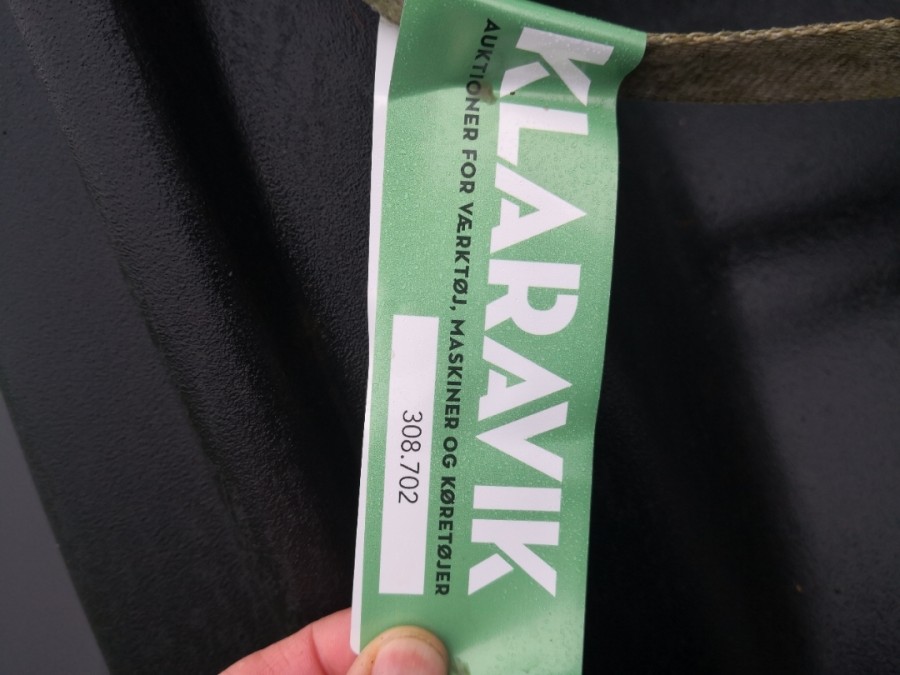 KLARAVIK
AUKTIONER FOR VÆRKTØJ, MASKINER OG KØRETØJER
308.702